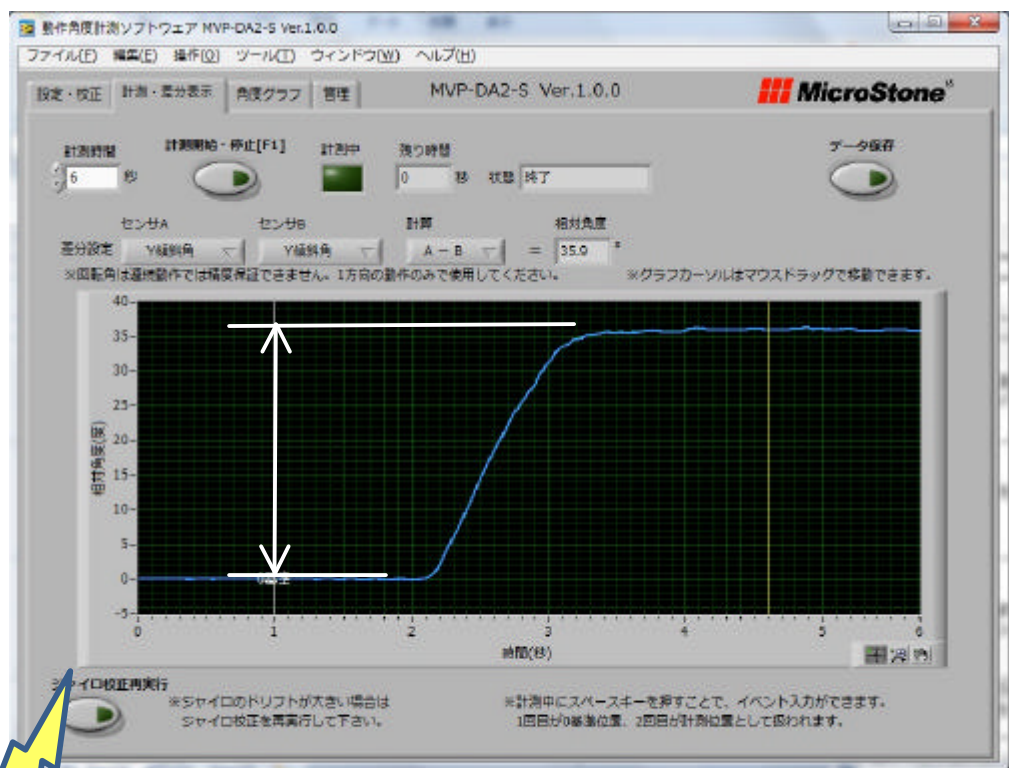 動作角度計測ソフトウェア MVP-DA2-S Ver.1.0.0
ファイル(F) 編集(E) 操作(O) ツール(T) ウィンドウ(W) ヘルプ(H)
設定・校正 計測・差分表示 角度グラフ 管理 MVP-DA2-S Ver.1.0.0 MicroStone
計測時間 計測開始・停止[F1] 計測中 残り時間 データ保存
6 秒 0 秒 状態 終了
センサA センサB 計算 相対角度
差分設定 Y傾斜角 Y傾斜角 A - B = 35.9 °
※回転角は連続動作では精度保証できません。1方向の動作のみで使用してください。 ※グラフカーソルはマウスドラッグで移動できます。
40
35
30
25
20
15
10
5
0
-5
相対角度(度)
0 1 2 3 4 5 6
時間(秒)
ジャイロ校正再実行
※ジャイロのドリフトが大きい場合は
ジャイロ校正を再実行して下さい。
※計測中にスペースキーを押すことで、イベント入力ができます。
1回目が0基準位置、2回目が計測位置として扱われます。